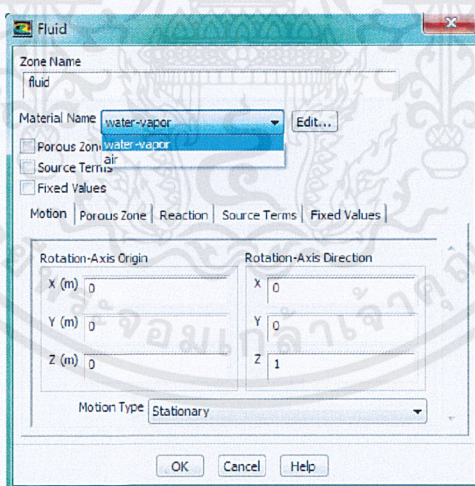 Fluid
Zone Name
fluid
Material Name water-vapor Edit...
water-vapor
air
Porous Zon
Source Terms
Fixed Values
Motion Porous Zone Reaction Source Terms Fixed Values
Rotation-Axis Origin Rotation-Axis Direction
X (m) 0 X 0
Y (m) 0 Y 0
Z (m) 0 Z 1
Motion Type Stationary
OK Cancel Help